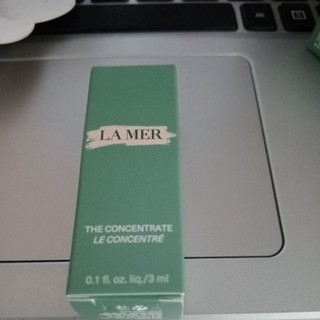 LA MER
THE CONCENTRATE
LE CONCENTRÉ
0.1 fl. oz. liq./3 ml